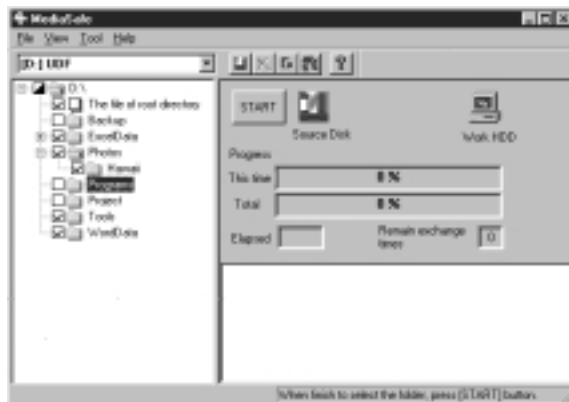 MediaSafe
File View Tool Help
[D:] UDF
D:\
The file of root directory
Backup
ExcelData
Photos
Hawaii
Programs
Project
Tools
WordData
START
Source Disk
Work HDD
Progress
This time 0 %
Total 0 %
Elapsed
Remain exchange times 0
When finish to select the folder, press [START] button.